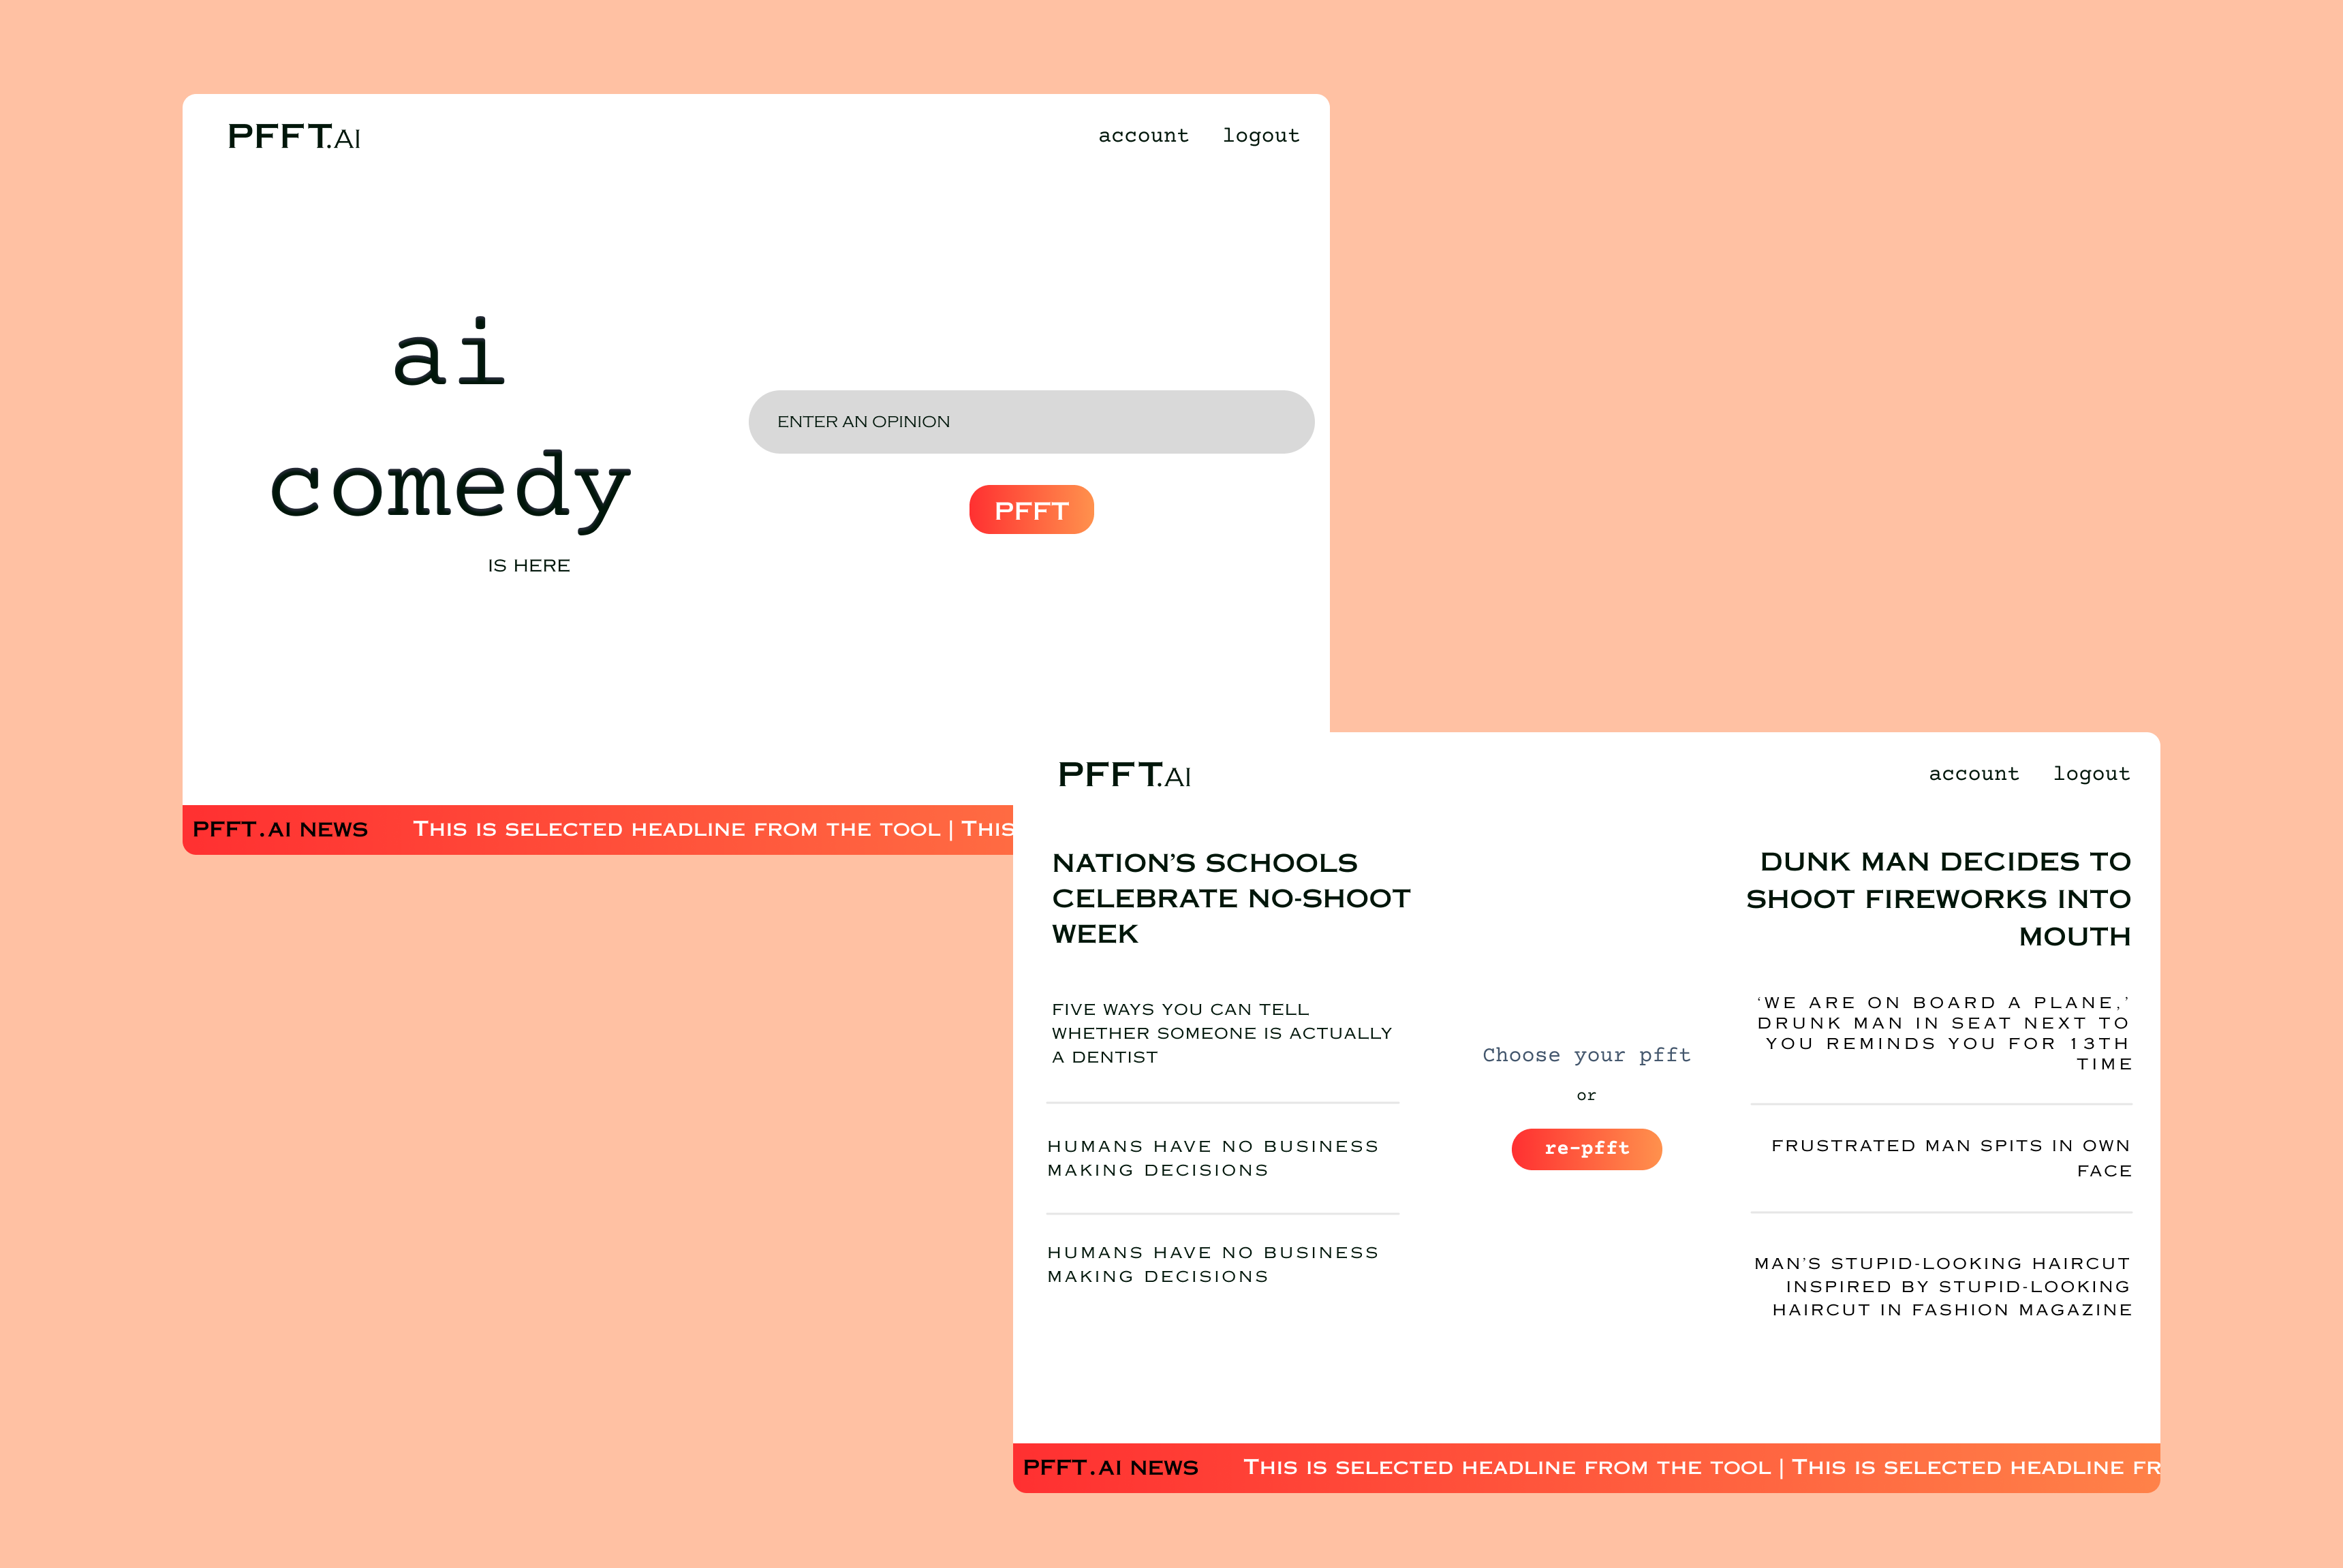 PFFT.AI
account logout
ai
comedy
IS HERE
ENTER AN OPINION
PFFT
PFFT.AI NEWS THIS IS SELECTED HEADLINE FROM THE TOOL | THIS
PFFT.AI
account logout
NATION’S SCHOOLS
CELEBRATE NO-SHOOT
WEEK
FIVE WAYS YOU CAN TELL
WHETHER SOMEONE IS ACTUALLY
A DENTIST
HUMANS HAVE NO BUSINESS
MAKING DECISIONS
HUMANS HAVE NO BUSINESS
MAKING DECISIONS
Choose your pfft
or
re-pfft
DUNK MAN DECIDES TO
SHOOT FIREWORKS INTO
MOUTH
‘WE ARE ON BOARD A PLANE,’
DRUNK MAN IN SEAT NEXT TO
YOU REMINDS YOU FOR 13TH
TIME
FRUSTRATED MAN SPITS IN OWN
FACE
MAN’S STUPID-LOOKING HAIRCUT
INSPIRED BY STUPID-LOOKING
HAIRCUT IN FASHION MAGAZINE
PFFT.AI NEWS THIS IS SELECTED HEADLINE FROM THE TOOL | THIS IS SELECTED HEADLINE FR